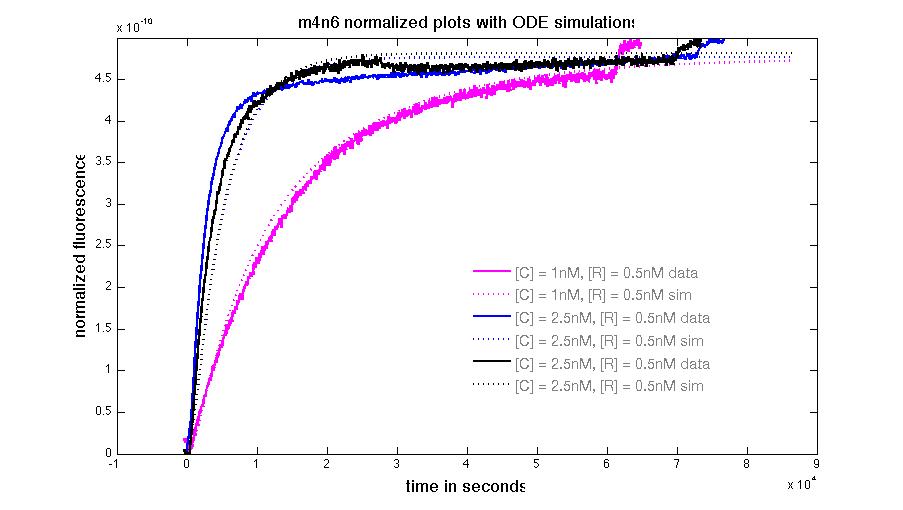 m4n6 normalized plots with ODE simulations
x 10⁻¹⁰
4.5
4
3.5
3
2.5
2
1.5
1
0.5
0
normalized fluorescence
[C] = 1nM, [R] = 0.5nM data
[C] = 1nM, [R] = 0.5nM sim
[C] = 2.5nM, [R] = 0.5nM data
[C] = 2.5nM, [R] = 0.5nM sim
[C] = 2.5nM, [R] = 0.5nM data
[C] = 2.5nM, [R] = 0.5nM sim
-1 0 1 2 3 4 5 6 7 8 9
x 10⁴
time in seconds